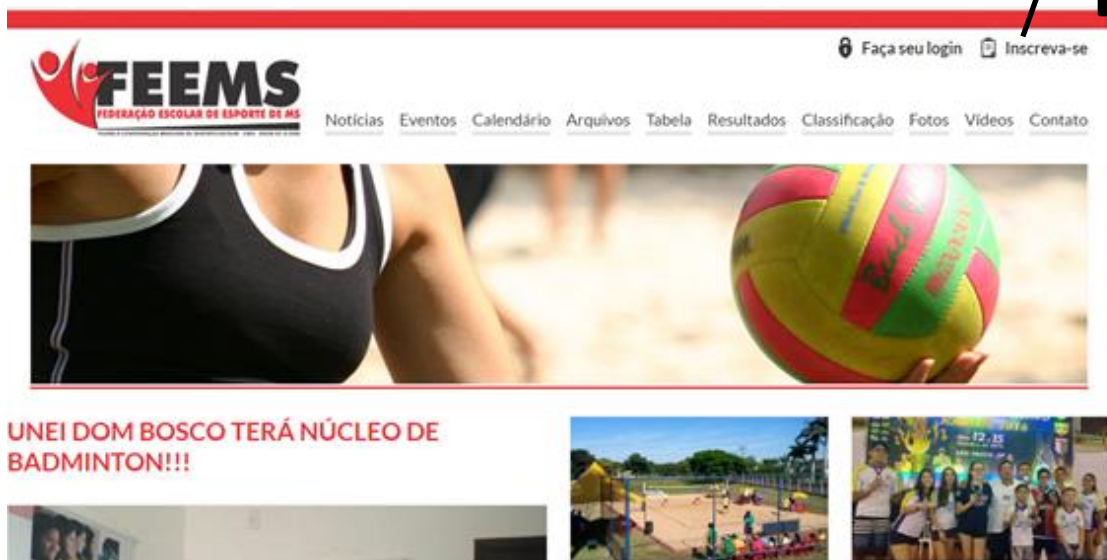 Faça seu login Inscreva-se
FEEMS
FEDERAÇÃO ESCOLAR DE ESPORTE DE MS
Notícias Eventos Calendário Arquivos Tabela Resultados Classificação Fotos Vídeos Contato
Beach
UNEI DOM BOSCO TERÁ NÚCLEO DE
BADMINTON!!!